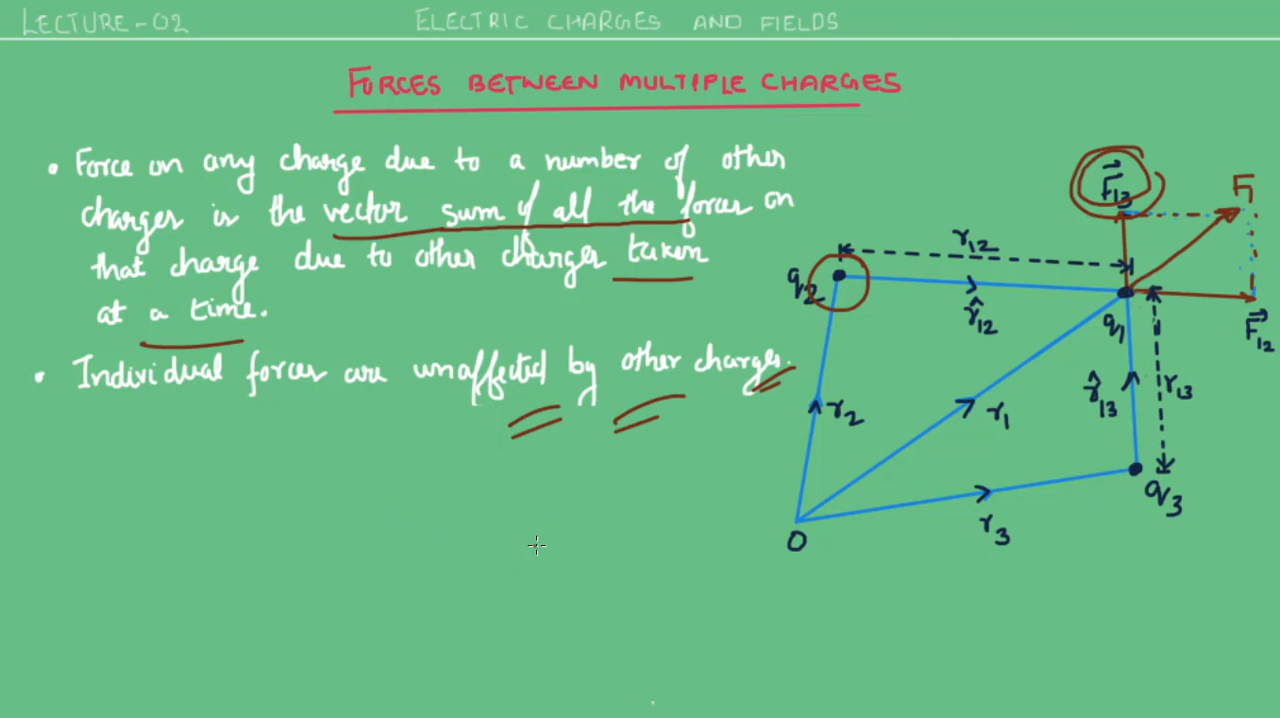 LECTURE-02
ELECTRIC CHARGES AND FIELDS
FORCES BETWEEN MULTIPLE CHARGES
• Force on any charge due to a number of other
charges is the vector sum of all the forces on
that charge due to other charges taken
at a time.
• Individual forces are unaffected by other charges.
F⃗13
F1
r12
q2
r̂12
q1
F⃗12
r̂13
r13
r2
r1
q3
r3
O